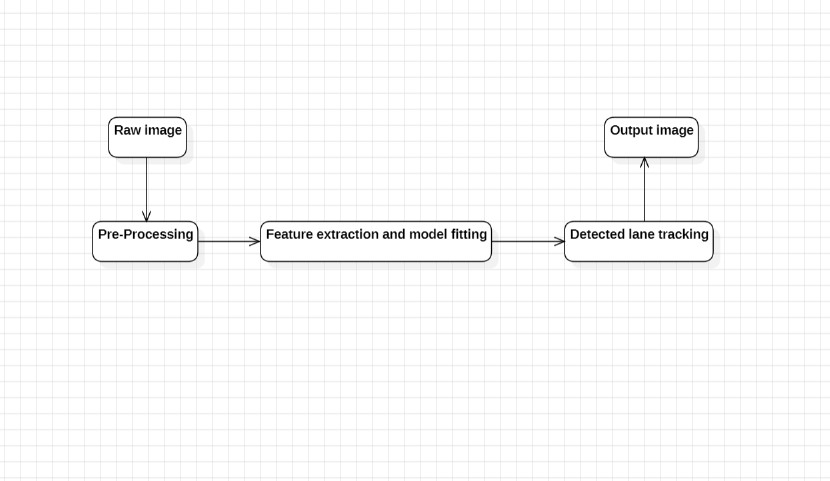 Raw image
Output image
Pre-Processing
Feature extraction and model fitting
Detected lane tracking